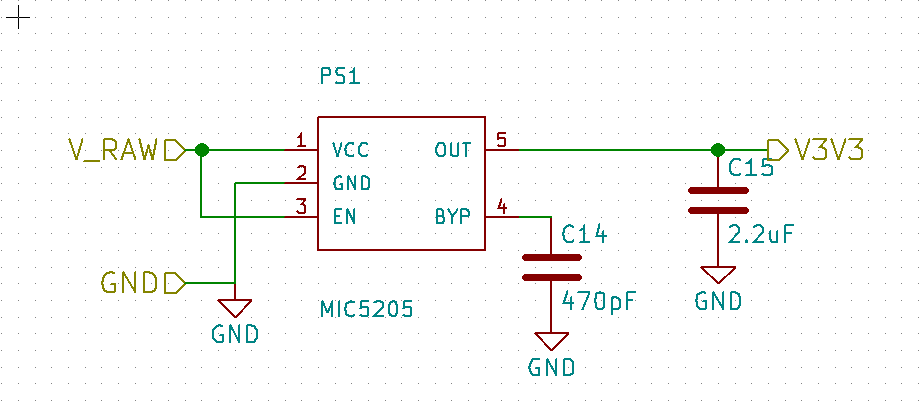 PS1
V_RAW
1
VCC
OUT
5
V3V3
C15
2
GND
3
EN
BYP
4
C14
2.2uF
GND
470pF
GND
MIC5205
GND
GND